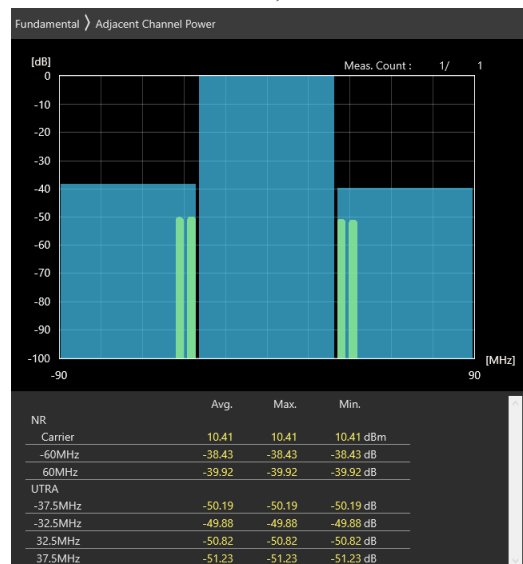 Fundamental 〉 Adjacent Channel Power
[dB]
Meas. Count : 1/ 1
0
-10
-20
-30
-40
-50
-60
-70
-80
-90
-100
[MHz]
-90 90
Avg. Max. Min.
NR
Carrier 10.41 10.41 10.41 dBm
-60MHz -38.43 -38.43 -38.43 dB
60MHz -39.92 -39.92 -39.92 dB
UTRA
-37.5MHz -50.19 -50.19 -50.19 dB
-32.5MHz -49.88 -49.88 -49.88 dB
32.5MHz -50.82 -50.82 -50.82 dB
37.5MHz -51.23 -51.23 -51.23 dB